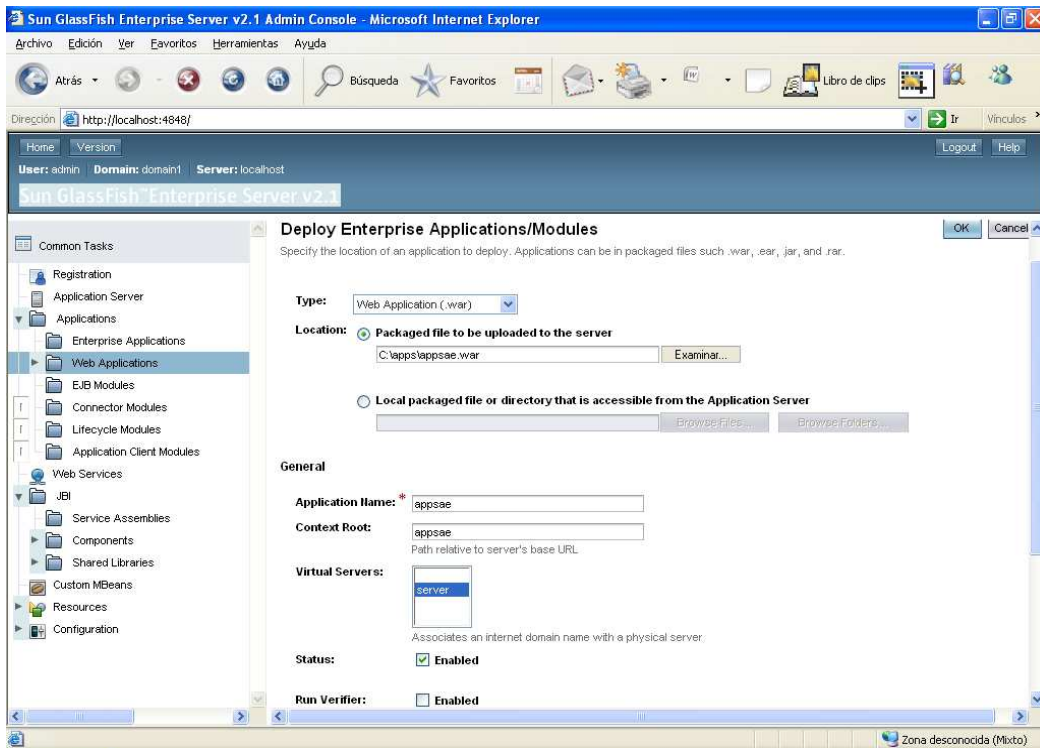 Sun GlassFish Enterprise Server v2.1 Admin Console - Microsoft Internet Explorer
Archivo Edición Ver Favoritos Herramientas Ayuda
Atrás Búsqueda Favoritos Libro de clips
Dirección http://localhost:4848/ Ir Vínculos
Home Version Logout Help
User: admin Domain: domain1 Server: localhost
Sun GlassFish™ Enterprise Server v2.1
Common Tasks
Registration
Application Server
Applications
Enterprise Applications
Web Applications
EJB Modules
Connector Modules
Lifecycle Modules
Application Client Modules
Web Services
JBI
Service Assemblies
Components
Shared Libraries
Custom MBeans
Resources
Configuration
Deploy Enterprise Applications/Modules
OK Cancel
Specify the location of an application to deploy. Applications can be in packaged files such .war, .ear, .jar, and .rar.
Type: Web Application (.war)
Location: Packaged file to be uploaded to the server
C:\apps\appsae.war Examinar...
Local packaged file or directory that is accessible from the Application Server
Browse Files... Browse Folders...
General
Application Name: * appsae
Context Root: appsae
Path relative to server's base URL
Virtual Servers: server
Associates an internet domain name with a physical server
Status: Enabled
Run Verifier: Enabled
Zona desconocida (Mixto)